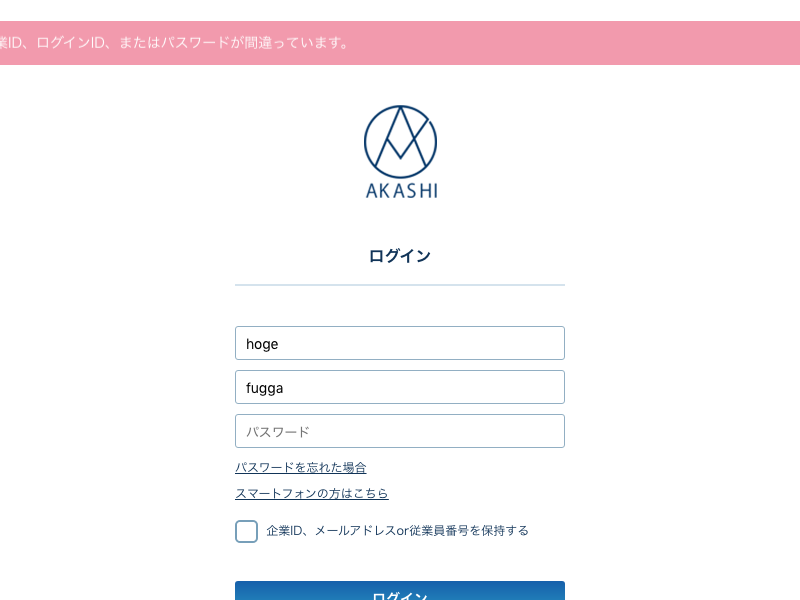 業ID、ログインID、またはパスワードが間違っています。
AKASHI
ログイン
hoge
fugga
パスワード
パスワードを忘れた場合
スマートフォンの方はこちら
企業ID、メールアドレスor従業員番号を保持する
ログイン